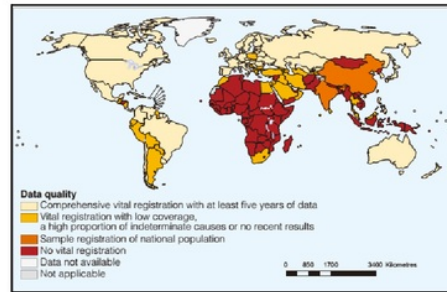 Data quality
Comprehensive vital registration with at least five years of data
Vital registration with low coverage,
a high proportion of indeterminate causes or no recent results
Sample registration of national population
No vital registration
Data not available
Not applicable
0 850 1700 3400 Kilometres